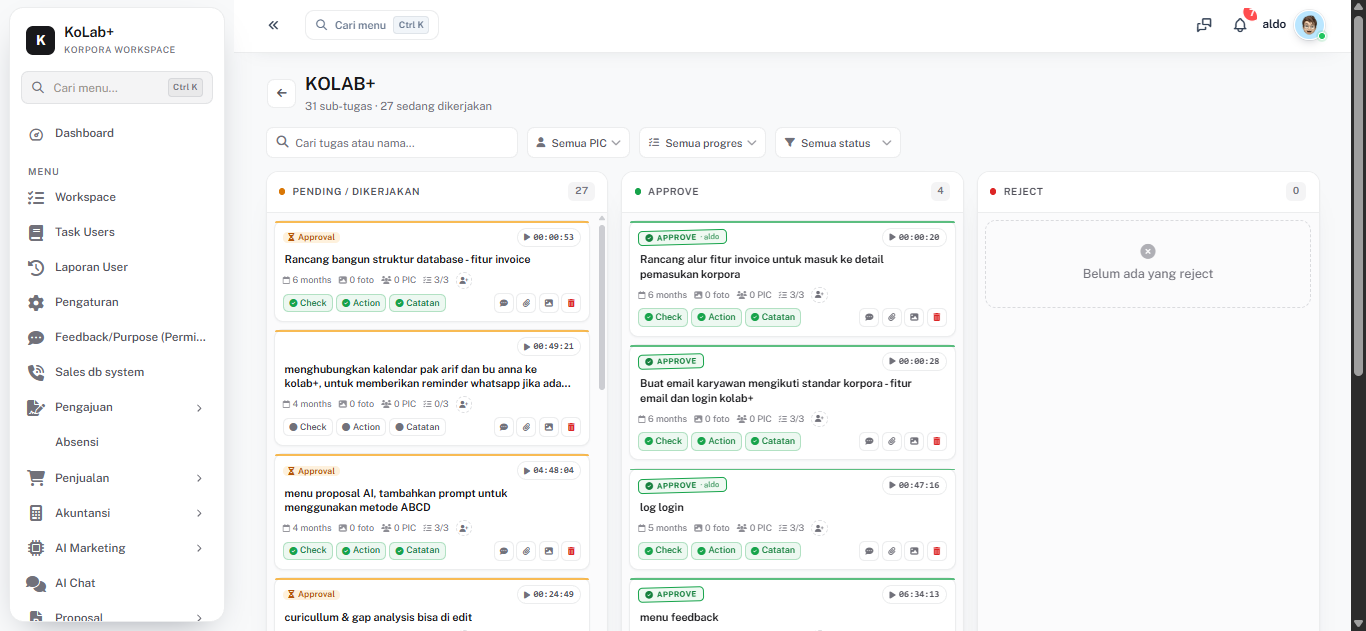 K
KoLab+
KORPORA WORKSPACE
Cari menu...
Ctrl K
Dashboard
MENU
Workspace
Task Users
Laporan User
Pengaturan
Feedback/Purpose (Permi...
Sales db system
Pengajuan
Absensi
Penjualan
Akuntansi
AI Marketing
AI Chat
Proposal
Cari menu
Ctrl K
7
aldo
KOLAB+
31 sub-tugas · 27 sedang dikerjakan
Cari tugas atau nama...
Semua PIC
Semua progres
Semua status
PENDING / DIKERJAKAN
27
Approval
00:00:53
Rancang bangun struktur database - fitur invoice
6 months 0 foto 0 PIC 3/3
Check Action Catatan
00:49:21
menghubungkan kalendar pak arif dan bu anna ke
kolab+, untuk memberikan reminder whatsapp jika ada...
4 months 0 foto 0 PIC 0/3
Check Action Catatan
Approval
04:48:04
menu proposal AI, tambahkan prompt untuk
menggunakan metode ABCD
4 months 0 foto 0 PIC 3/3
Check Action Catatan
Approval
00:24:49
curicullum & gap analysis bisa di edit
APPROVE
4
APPROVE · aldo
00:00:20
Rancang alur fitur invoice untuk masuk ke detail
pemasukan korpora
6 months 0 foto 0 PIC 3/3
Check Action Catatan
APPROVE
00:00:28
Buat email karyawan mengikuti standar korpora - fitur
email dan login kolab+
6 months 0 foto 0 PIC 3/3
Check Action Catatan
APPROVE · aldo
00:47:16
log login
5 months 0 foto 0 PIC 3/3
Check Action Catatan
APPROVE
06:34:13
menu feedback
REJECT
0
Belum ada yang reject